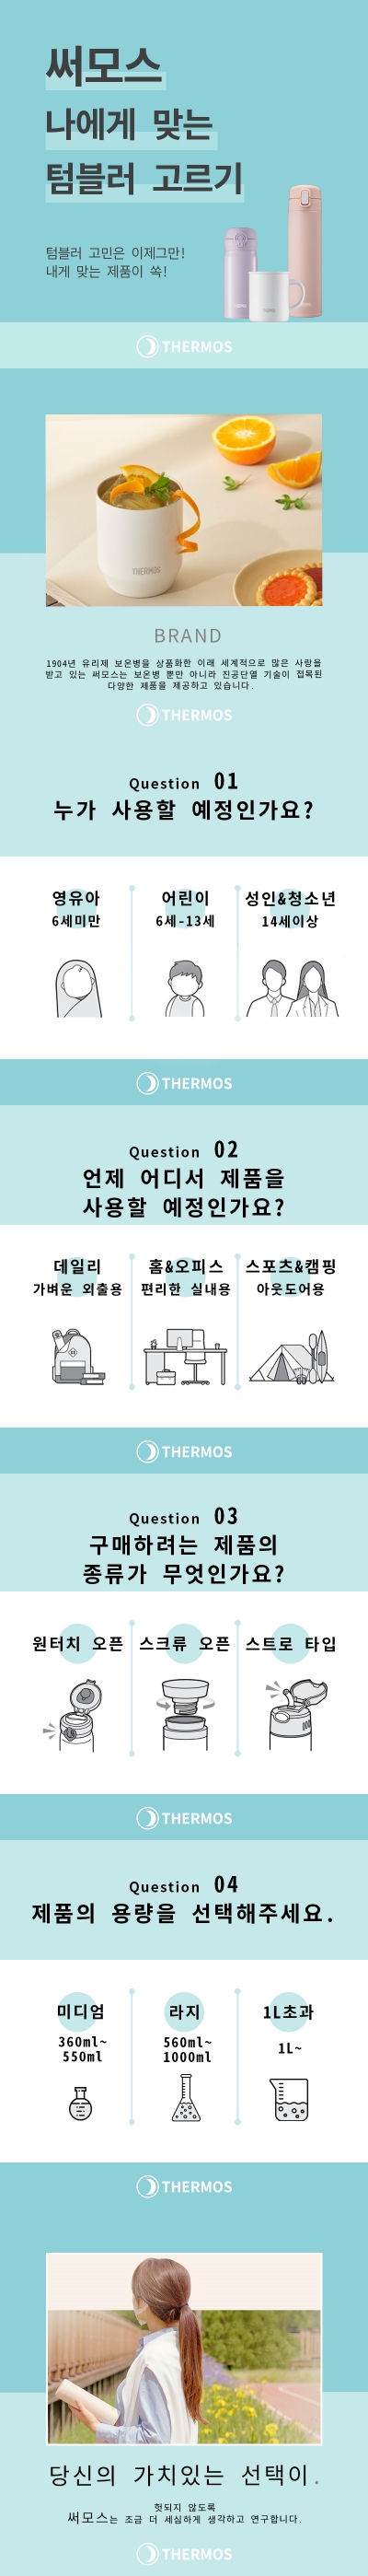 써모스
나에게 맞는
텀블러 고르기
텀블러 고민은 이제그만!
내게 맞는 제품이 쏙!
THERMOS
THERMOS
BRAND
1904년 유리제 보온병을 상품화한 이래 세계적으로 많은 사랑을
받고 있는 써모스는 보온병 뿐만 아니라 진공단열 기술이 접목된
다양한 제품을 제공하고 있습니다.
THERMOS
Question 01
누가 사용할 예정인가요?
영유아
6세미만
어린이
6세-13세
성인&청소년
14세이상
THERMOS
Question 02
언제 어디서 제품을
사용할 예정인가요?
데일리
가벼운 외출용
홈&오피스
편리한 실내용
스포츠&캠핑
아웃도어용
THERMOS
Question 03
구매하려는 제품의
종류가 무엇인가요?
원터치 오픈
스크류 오픈
스트로 타입
THERMOS
Question 04
제품의 용량을 선택해주세요.
미디엄
360ml~
550ml
라지
560ml~
1000ml
1L초과
1L~
THERMOS
당신의 가치있는 선택이.
헛되지 않도록
써모스는 조금 더 세심하게 생각하고 연구합니다.
THERMOS